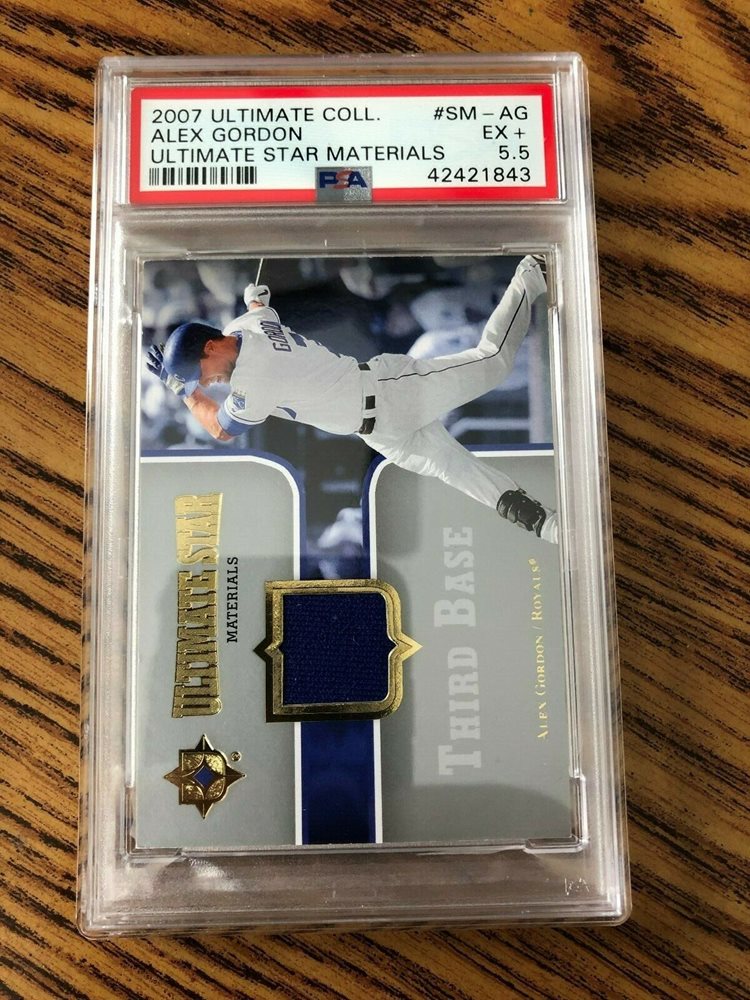 2007 ULTIMATE COLL. #SM-AG
ALEX GORDON EX +
ULTIMATE STAR MATERIALS 5.5
PSA 42421843
GORDON
ULTIMATE STAR
MATERIALS
®
THIRD BASE
ALEX GORDON / ROYALS®